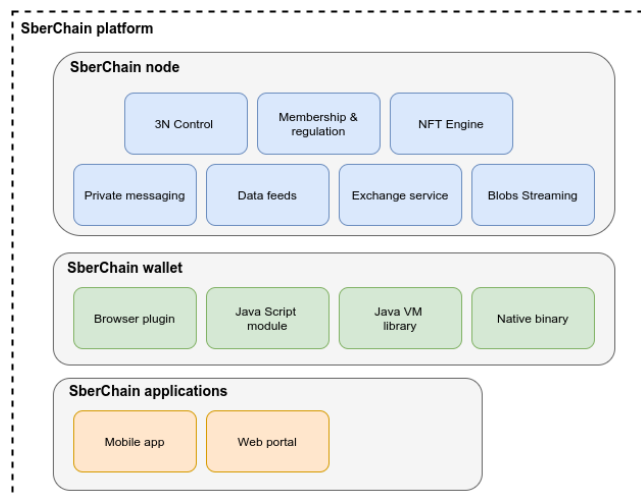 SberChain platform
SberChain node
3N Control
Membership &
regulation
NFT Engine
Private messaging
Data feeds
Exchange service
Blobs Streaming
SberChain wallet
Browser plugin
Java Script
module
Java VM
library
Native binary
SberChain applications
Mobile app
Web portal